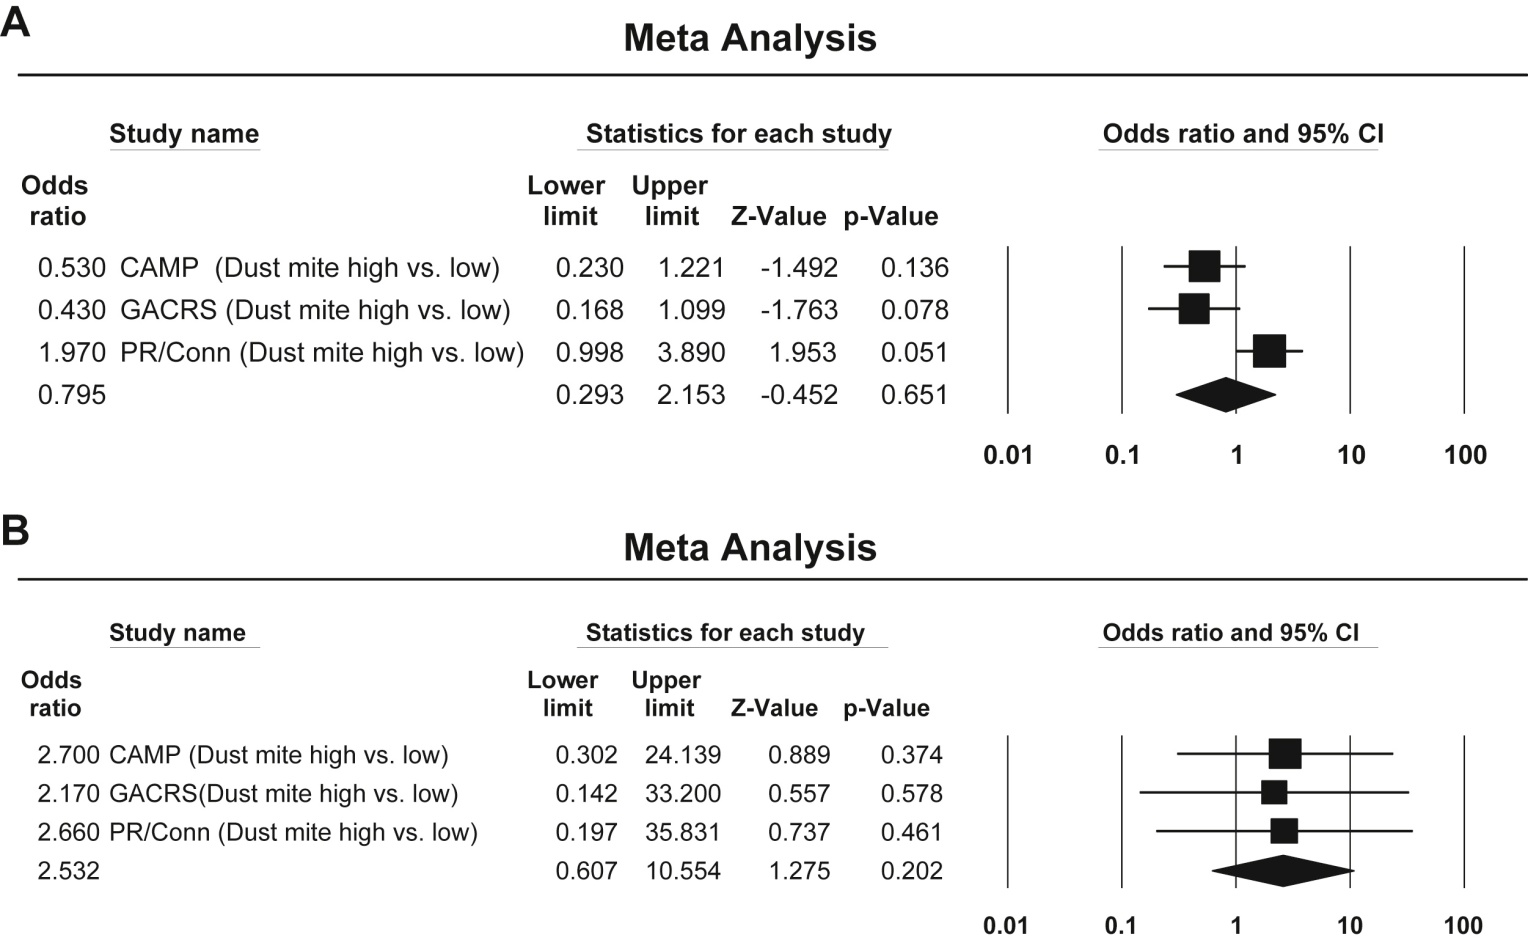 A
Meta Analysis
Study name Statistics for each study Odds ratio and 95% CI
Odds Lower Upper
ratio limit limit Z-Value p-Value
0.530 CAMP (Dust mite high vs. low) 0.230 1.221 -1.492 0.136
0.430 GACRS (Dust mite high vs. low) 0.168 1.099 -1.763 0.078
1.970 PR/Conn (Dust mite high vs. low) 0.998 3.890 1.953 0.051
0.795 0.293 2.153 -0.452 0.651
0.01 0.1 1 10 100
B
Meta Analysis
Study name Statistics for each study Odds ratio and 95% CI
Odds Lower Upper
ratio limit limit Z-Value p-Value
2.700 CAMP (Dust mite high vs. low) 0.302 24.139 0.889 0.374
2.170 GACRS(Dust mite high vs. low) 0.142 33.200 0.557 0.578
2.660 PR/Conn (Dust mite high vs. low) 0.197 35.831 0.737 0.461
2.532 0.607 10.554 1.275 0.202
0.01 0.1 1 10 100